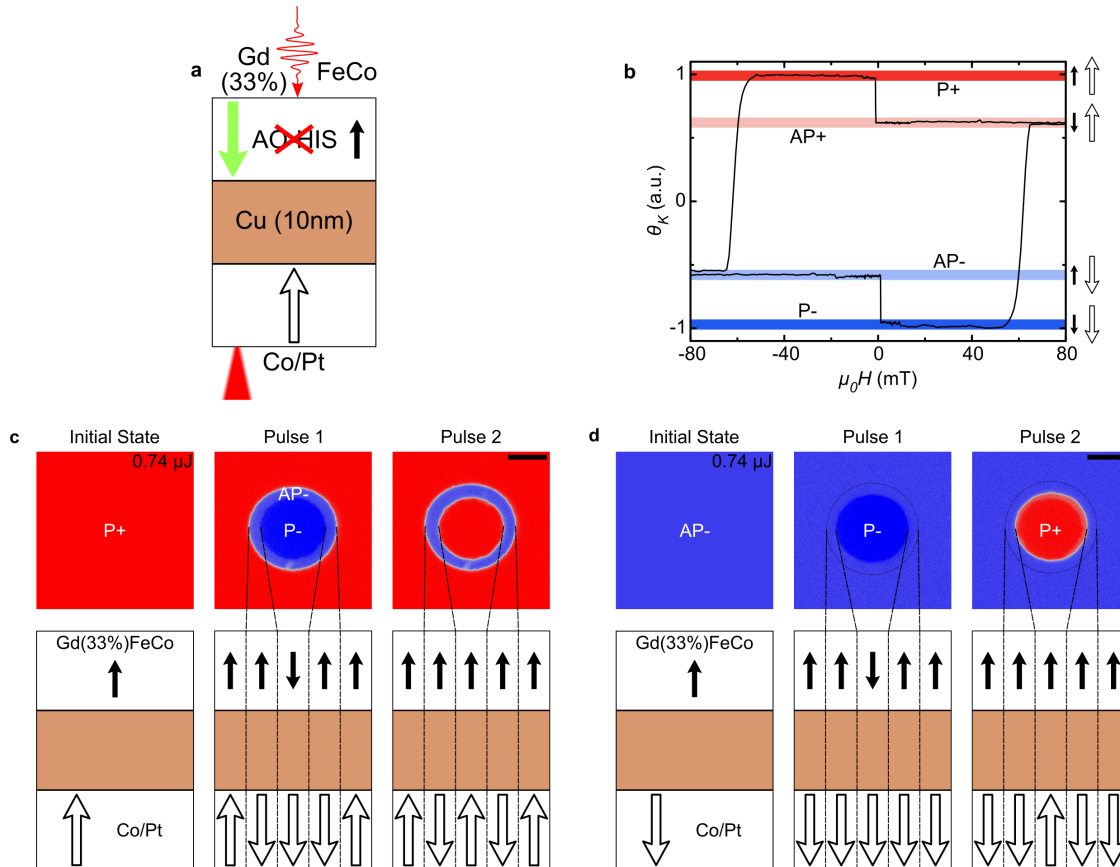 a
Gd
(33%)
FeCo
AO-HIS
Cu (10nm)
Co/Pt
b
θK (a.u.)
1
0
-1
P+
AP+
AP-
P-
-80
-40
0
40
80
μ0H (mT)
c
Initial State
Pulse 1
Pulse 2
0.74 μJ
P+
AP-
P-
Gd(33%)FeCo
Co/Pt
d
Initial State
Pulse 1
Pulse 2
0.74 μJ
AP-
P-
P+
Gd(33%)FeCo
Co/Pt